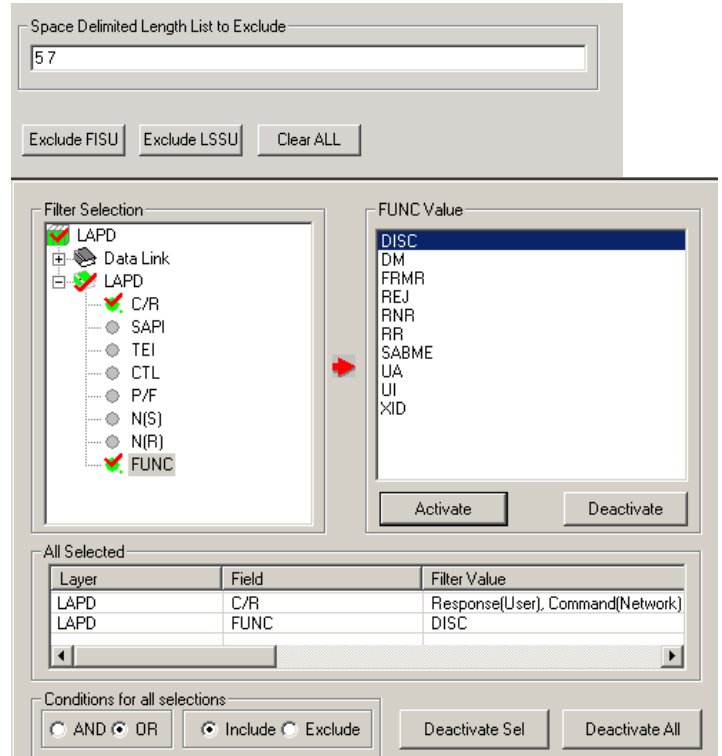 Space Delimited Length List to Exclude
5 7
Exclude FISU Exclude LSSU Clear ALL
Filter Selection
LAPD
Data Link
LAPD
C/R
SAPI
TEI
CTL
P/F
N(S)
N(R)
FUNC
FUNC Value
DISC
DM
FRMR
REJ
RNR
RR
SABME
UA
UI
XID
Activate Deactivate
All Selected
Layer Field Filter Value
LAPD C/R Response(User), Command(Network)
LAPD FUNC DISC
Conditions for all selections
AND OR Include Exclude Deactivate Sel Deactivate All